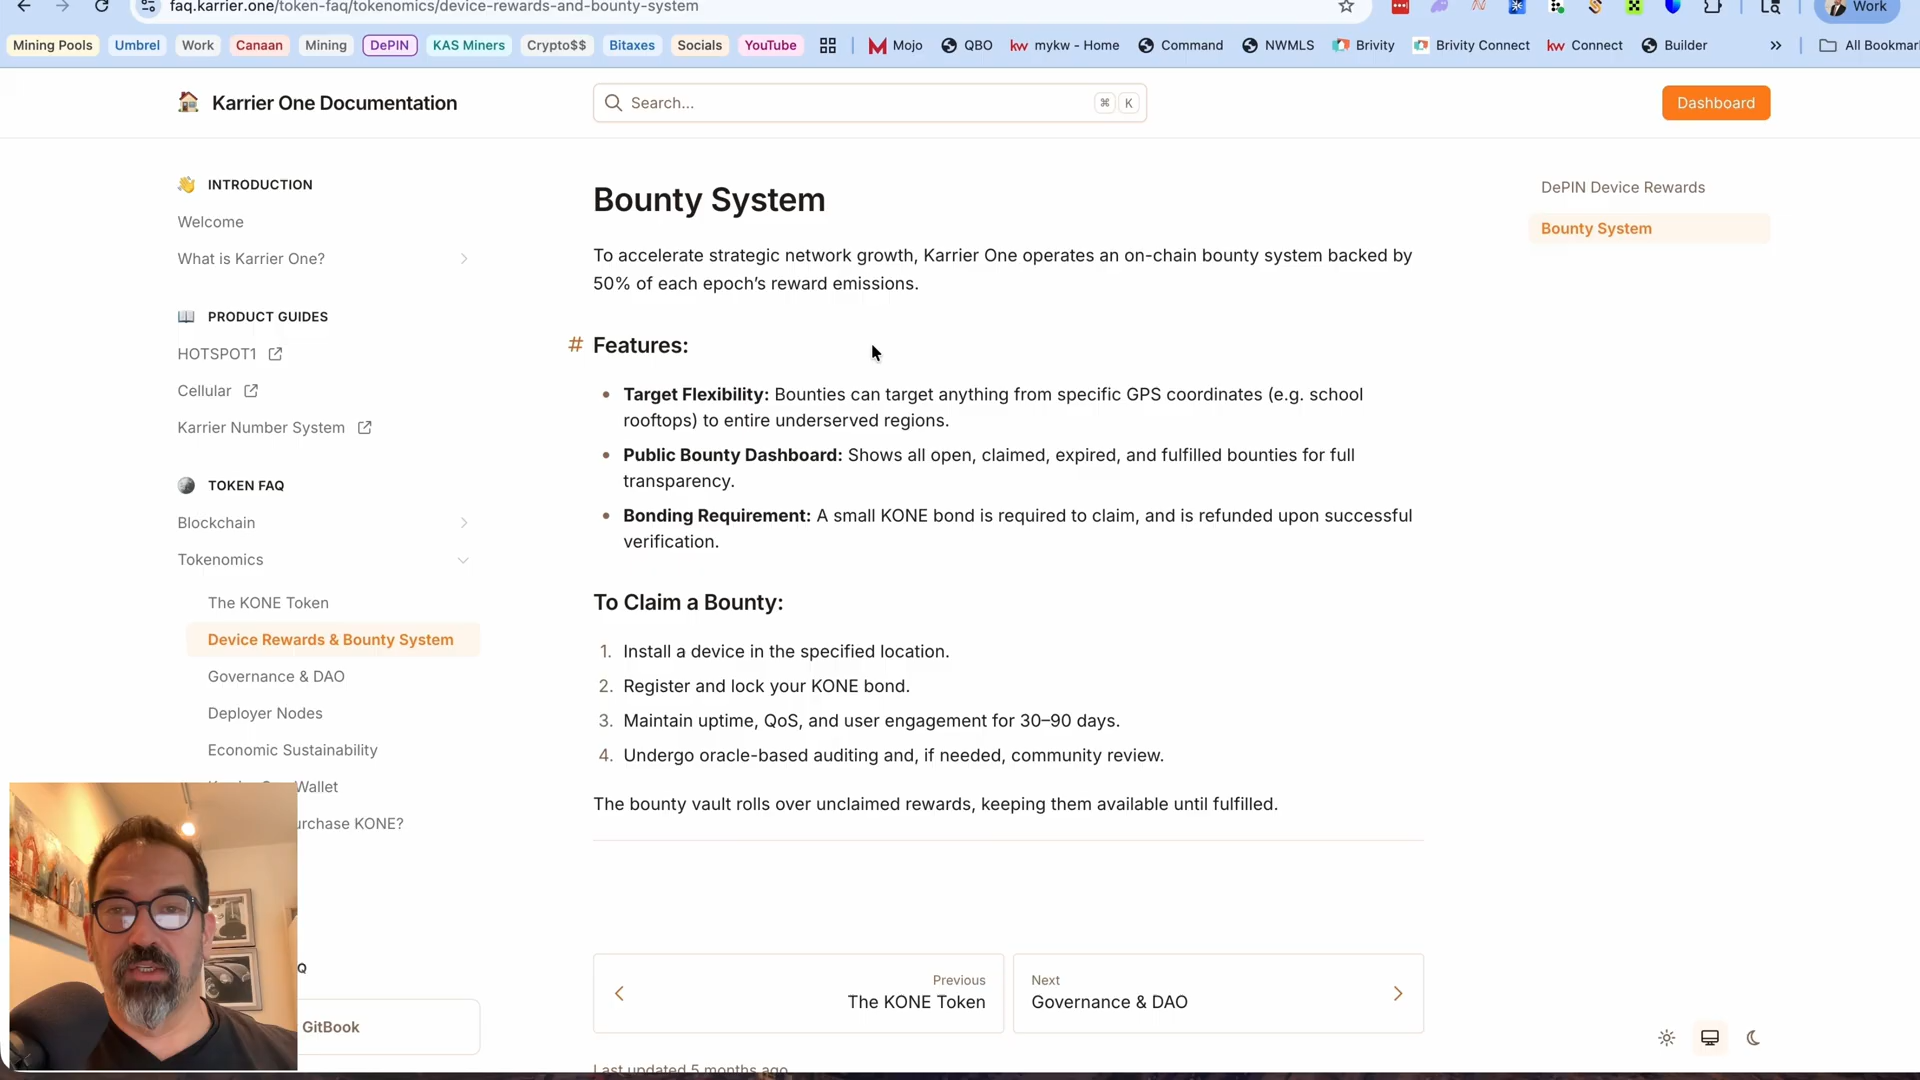 faq.karrier.one/token-faq/tokenomics/device-rewards-and-bounty-system
Work
Mining Pools
Umbrel
Work
Canaan
Mining
DePIN
KAS Miners
Crypto$$
Bitaxes
Socials
YouTube
Mojo
QBO
kw mykw - Home
Command
NWMLS
Brivity
Brivity Connect
kw Connect
Builder
»
All Bookmar
Karrier One Documentation
Search...
⌘ K
Dashboard
INTRODUCTION
Welcome
What is Karrier One?
PRODUCT GUIDES
HOTSPOT1
Cellular
Karrier Number System
TOKEN FAQ
Blockchain
Tokenomics
The KONE Token
Device Rewards & Bounty System
Governance & DAO
Deployer Nodes
Economic Sustainability
Wallet
urchase KONE?
Q
GitBook
Bounty System
To accelerate strategic network growth, Karrier One operates an on-chain bounty system backed by
50% of each epoch’s reward emissions.
# Features:
• Target Flexibility: Bounties can target anything from specific GPS coordinates (e.g. school
rooftops) to entire underserved regions.
• Public Bounty Dashboard: Shows all open, claimed, expired, and fulfilled bounties for full
transparency.
• Bonding Requirement: A small KONE bond is required to claim, and is refunded upon successful
verification.
To Claim a Bounty:
1. Install a device in the specified location.
2. Register and lock your KONE bond.
3. Maintain uptime, QoS, and user engagement for 30–90 days.
4. Undergo oracle-based auditing and, if needed, community review.
The bounty vault rolls over unclaimed rewards, keeping them available until fulfilled.
Previous
The KONE Token
Next
Governance & DAO
Last updated 5 months ago
DePIN Device Rewards
Bounty System